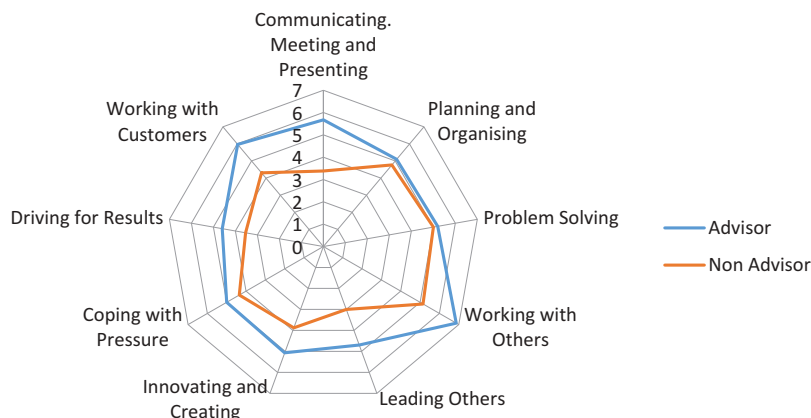 Communicating.
Meeting and
Presenting
Working with
Customers
Planning and
Organising
7
6
5
4
3
2
1
0
Driving for Results
Problem Solving
Advisor
Non Advisor
Coping with
Pressure
Working with
Others
Innovating and
Creating
Leading Others